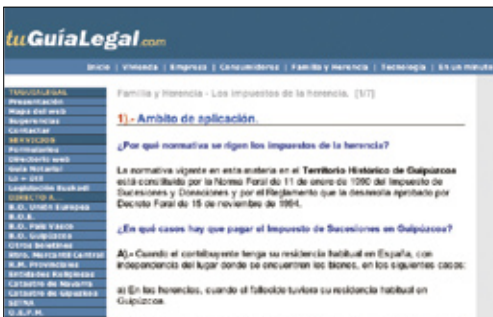 tuGuíaLegal.com
Inicio | Vivienda | Empresa | Consumidores | Familia y Herencia | Tecnología | En un minuto
TUGUIALEGAL
Presentación
Mapa del web
Sugerencias
Contactar
SERVICIOS
Formularios
Directorio web
Guía Notarial
Legislación Euskadi
DIRECTO A...
B.O. Unión Europea
B.O.E.
B.O. País Vasco
B.O. BIZ
Otros boletines
Rtro. Mercantil Central
R.M. Provinciales
Entidades Religiosas
Catastro de Navarra
Catastro de Gipuzkoa
O.E.P.M.
Familia y Herencia - Los impuestos de la herencia. [1/7]
1).- Ambito de aplicación.
¿Por qué normativa se rigen los impuestos de la herencia?
La normativa vigente en esta materia en el Territorio Histórico de Guipúzcoa
está constituida por la Norma Foral de 11 de enero de 1990 del Impuesto de
Sucesiones y Donaciones y por el Reglamento que la desarrolla aprobado por
Decreto Foral de 15 de noviembre de 1994.
¿En qué casos hay que pagar el Impuesto de Sucesiones en Guipúzcoa?
A).- Cuando el contribuyente tenga su residencia habitual en España, con
independencia del lugar donde se encuentren los bienes, en los siguientes casos:
a) En las herencias, cuando el fallecido tuviera su residencia habitual en
Guipúzcoa.